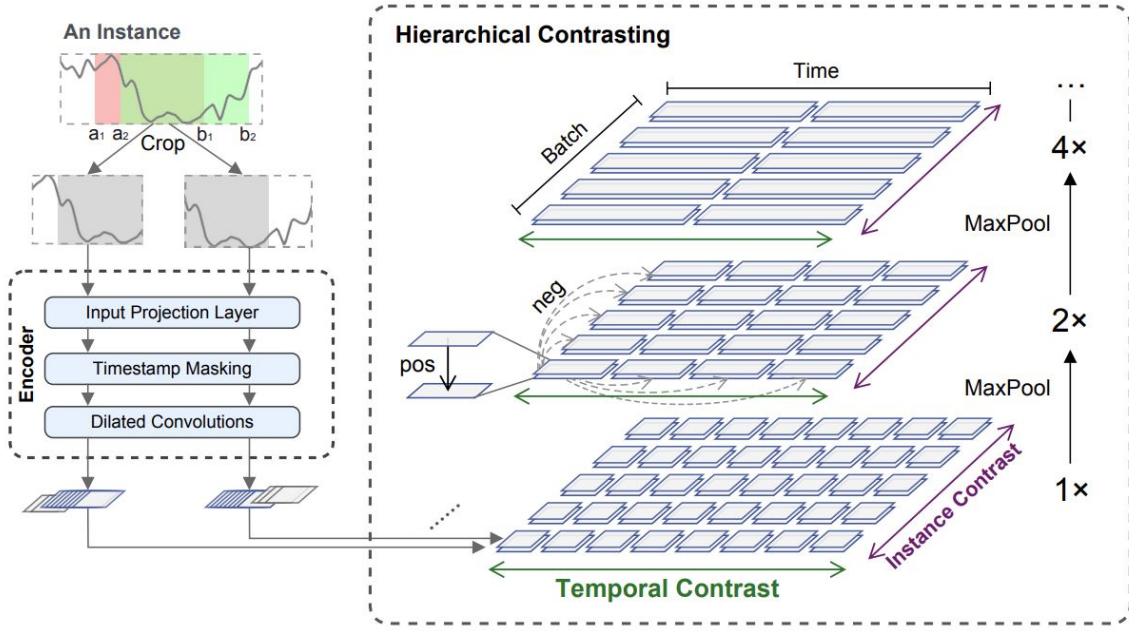 An Instance
a₁ a₂ b₁ b₂
Crop
Encoder
Input Projection Layer
Timestamp Masking
Dilated Convolutions
Hierarchical Contrasting
Time
Batch
...
4×
MaxPool
neg
2×
pos
MaxPool
1×
Instance Contrast
Temporal Contrast